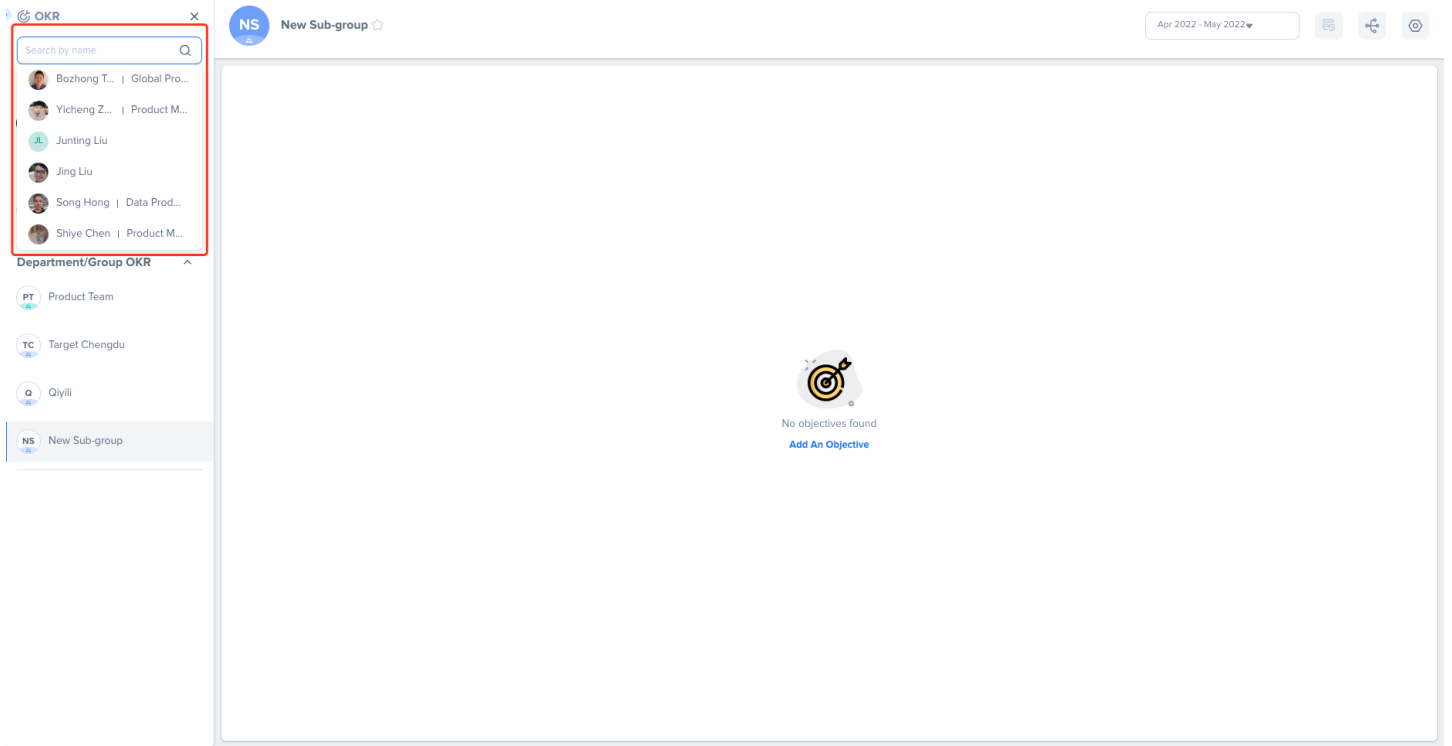 OKR
Search by name
Bozhong T... | Global Pro...
Yicheng Z... | Product M...
JL Junting Liu
Jing Liu
Song Hong | Data Prod...
Shiye Chen | Product M...
Department/Group OKR
PT Product Team
TC Target Chengdu
Q Qiyili
NS New Sub-group
NS New Sub-group
Apr 2022 - May 2022
No objectives found
Add An Objective